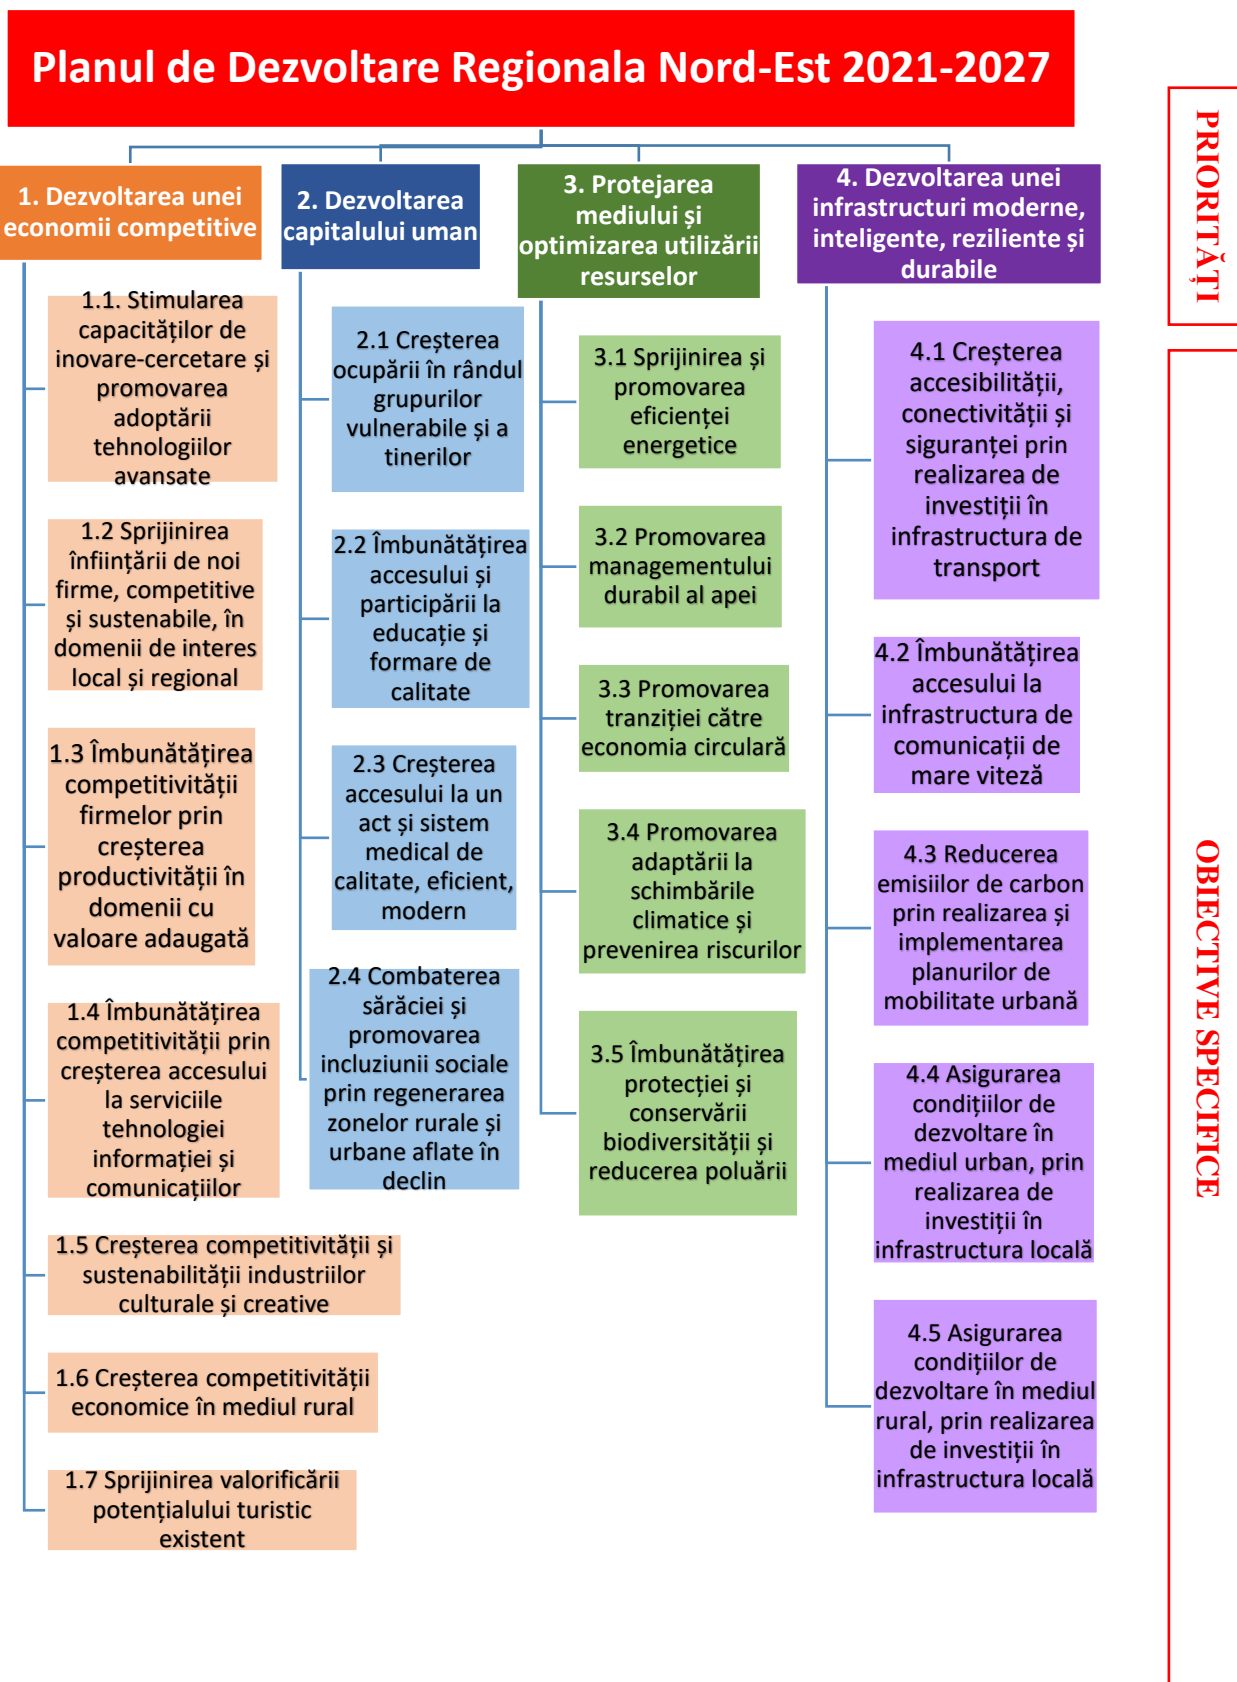 Planul de Dezvoltare Regionala Nord-Est 2021-2027
PRIORITĂȚI
1. Dezvoltarea unei
economii competitive
2. Dezvoltarea
capitalului uman
3. Protejarea
mediului și
optimizarea utilizării
resurselor
4. Dezvoltarea unei
infrastructuri moderne,
inteligente, reziliente și
durabile
OBIECTIVE SPECIFICE
1.1. Stimularea
capacităților de
inovare-cercetare și
promovarea
adoptării
tehnologiilor
avansate
1.2 Sprijinirea
înființării de noi
firme, competitive
și sustenabile, în
domenii de interes
local și regional
1.3 Îmbunătățirea
competitivității
firmelor prin
creșterea
productivității în
domenii cu
valoare adaugată
1.4 Îmbunătățirea
competitivității prin
creșterea accesului
la serviciile
tehnologiei
informației și
comunicațiilor
1.5 Creșterea competitivității și
sustenabilității industriilor
culturale și creative
1.6 Creșterea competitivității
economice în mediul rural
1.7 Sprijinirea valorificării
potențialului turistic
existent
2.1 Creșterea
ocupării în rândul
grupurilor
vulnerabile și a
tinerilor
2.2 Îmbunătățirea
accesului și
participării la
educație și
formare de
calitate
2.3 Creșterea
accesului la un
act și sistem
medical de
calitate, eficient,
modern
2.4 Combaterea
sărăciei și
promovarea
incluziunii sociale
prin regenerarea
zonelor rurale și
urbane aflate în
declin
3.1 Sprijinirea și
promovarea
eficienței
energetice
3.2 Promovarea
managementului
durabil al apei
3.3 Promovarea
tranziției către
economia circulară
3.4 Promovarea
adaptării la
schimbările
climatice și
prevenirea riscurilor
3.5 Îmbunătățirea
protecției și
conservării
biodiversității și
reducerea poluării
4.1 Creșterea
accesibilității,
conectivității și
siguranței prin
realizarea de
investiții în
infrastructura de
transport
4.2 Îmbunătățirea
accesului la
infrastructura de
comunicații de
mare viteză
4.3 Reducerea
emisiilor de carbon
prin realizarea și
implementarea
planurilor de
mobilitate urbană
4.4 Asigurarea
condițiilor de
dezvoltare în
mediul urban, prin
realizarea de
investiții în
infrastructura locală
4.5 Asigurarea
condițiilor de
dezvoltare în mediul
rural, prin realizarea
de investiții în
infrastructura locală